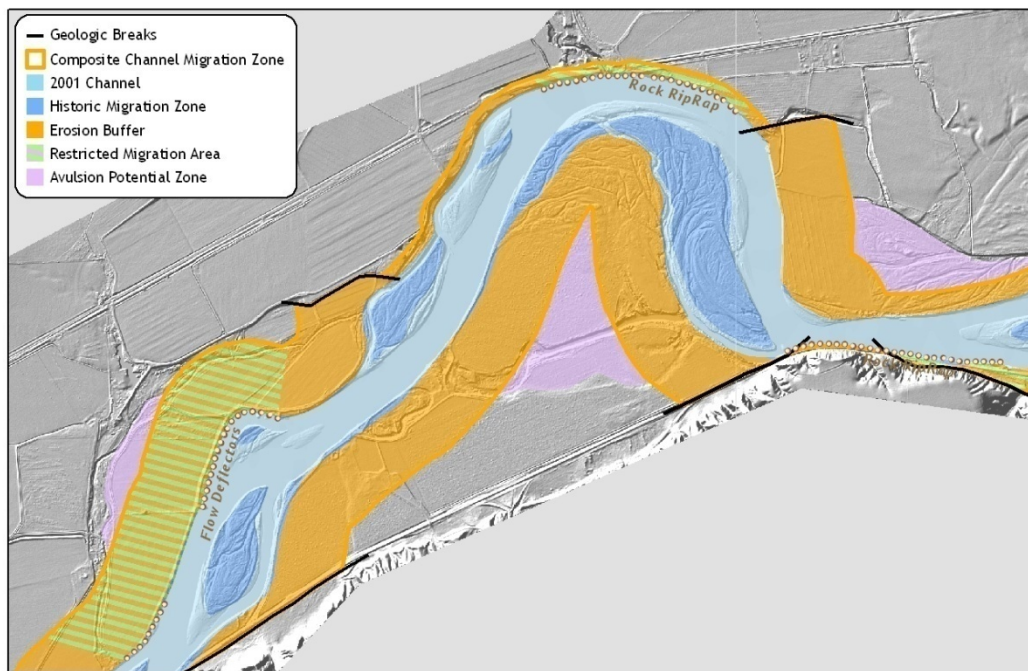 Geologic Breaks
Composite Channel Migration Zone
2001 Channel
Historic Migration Zone
Erosion Buffer
Restricted Migration Area
Avulsion Potential Zone
Rock RipRap
Flow Deflectors